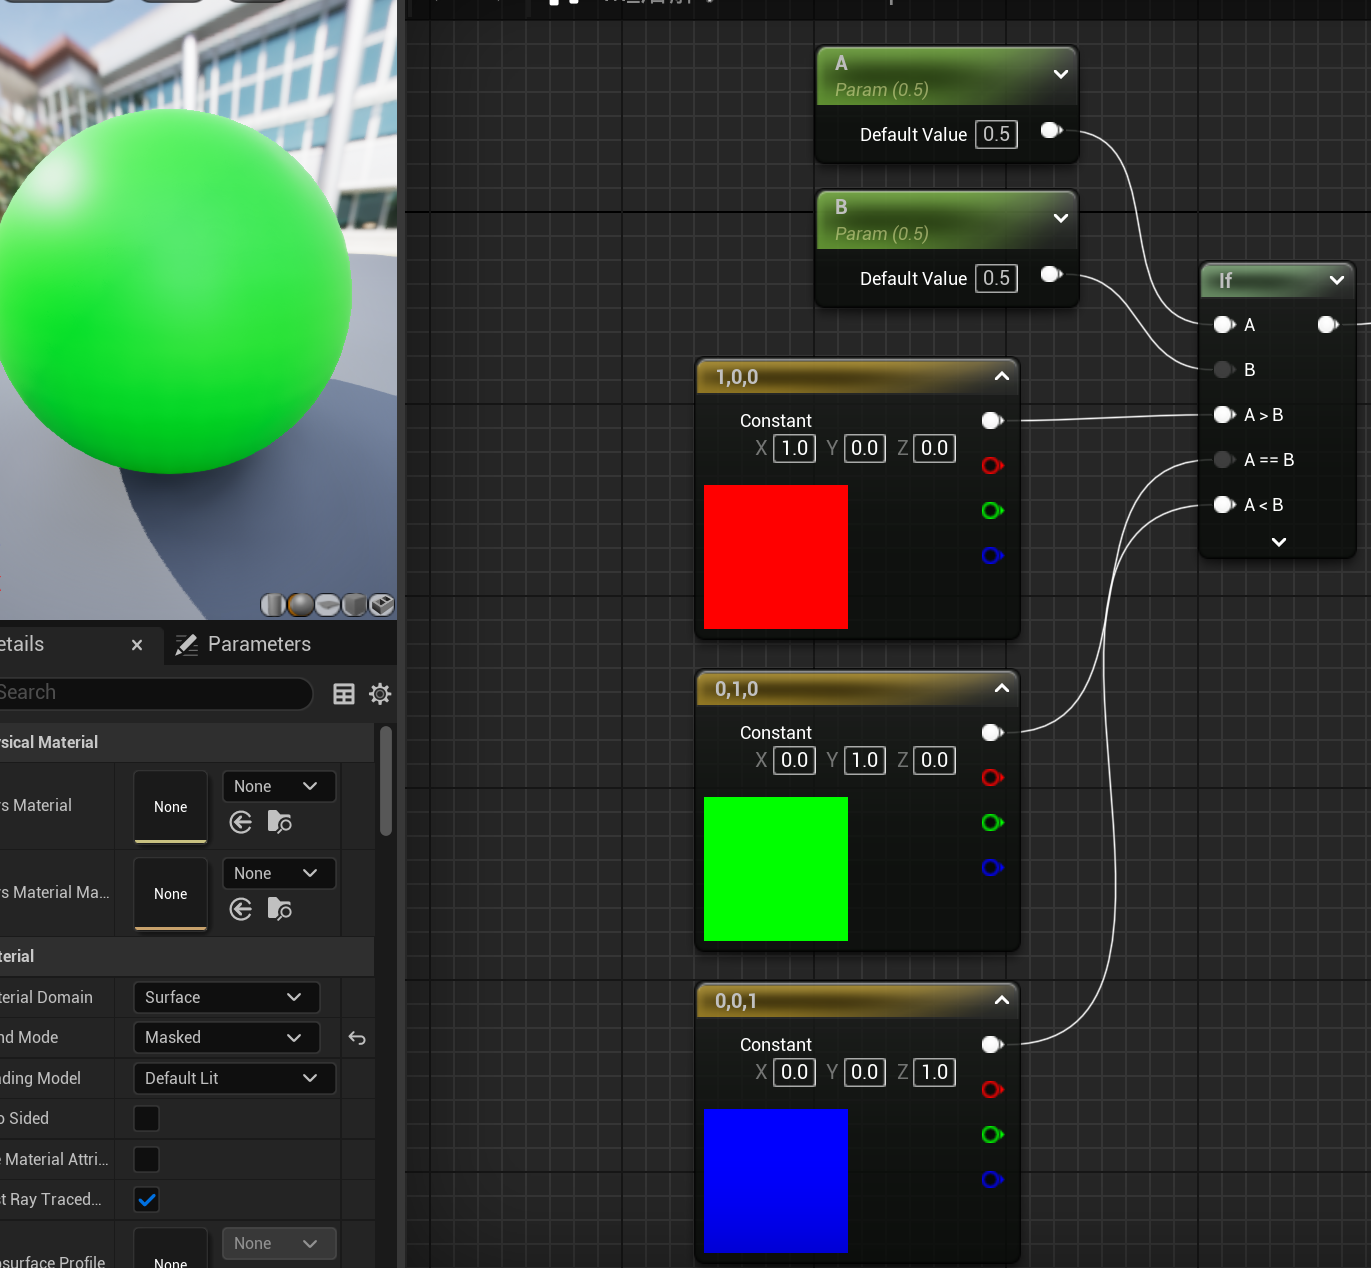 A
Param (0.5)
Default Value 0.5
B
Param (0.5)
Default Value 0.5
If
A
B
A > B
A == B
A < B
1,0,0
Constant
X 1.0 Y 0.0 Z 0.0
0,1,0
Constant
X 0.0 Y 1.0 Z 0.0
0,0,1
Constant
X 0.0 Y 0.0 Z 1.0
etails
Parameters
Search
sical Material
s Material
None
None
s Material Ma...
None
None
terial
terial Domain
Surface
nd Mode
Masked
ding Model
Default Lit
o Sided
Material Attri...
t Ray Traced...
None
surface Profile
None